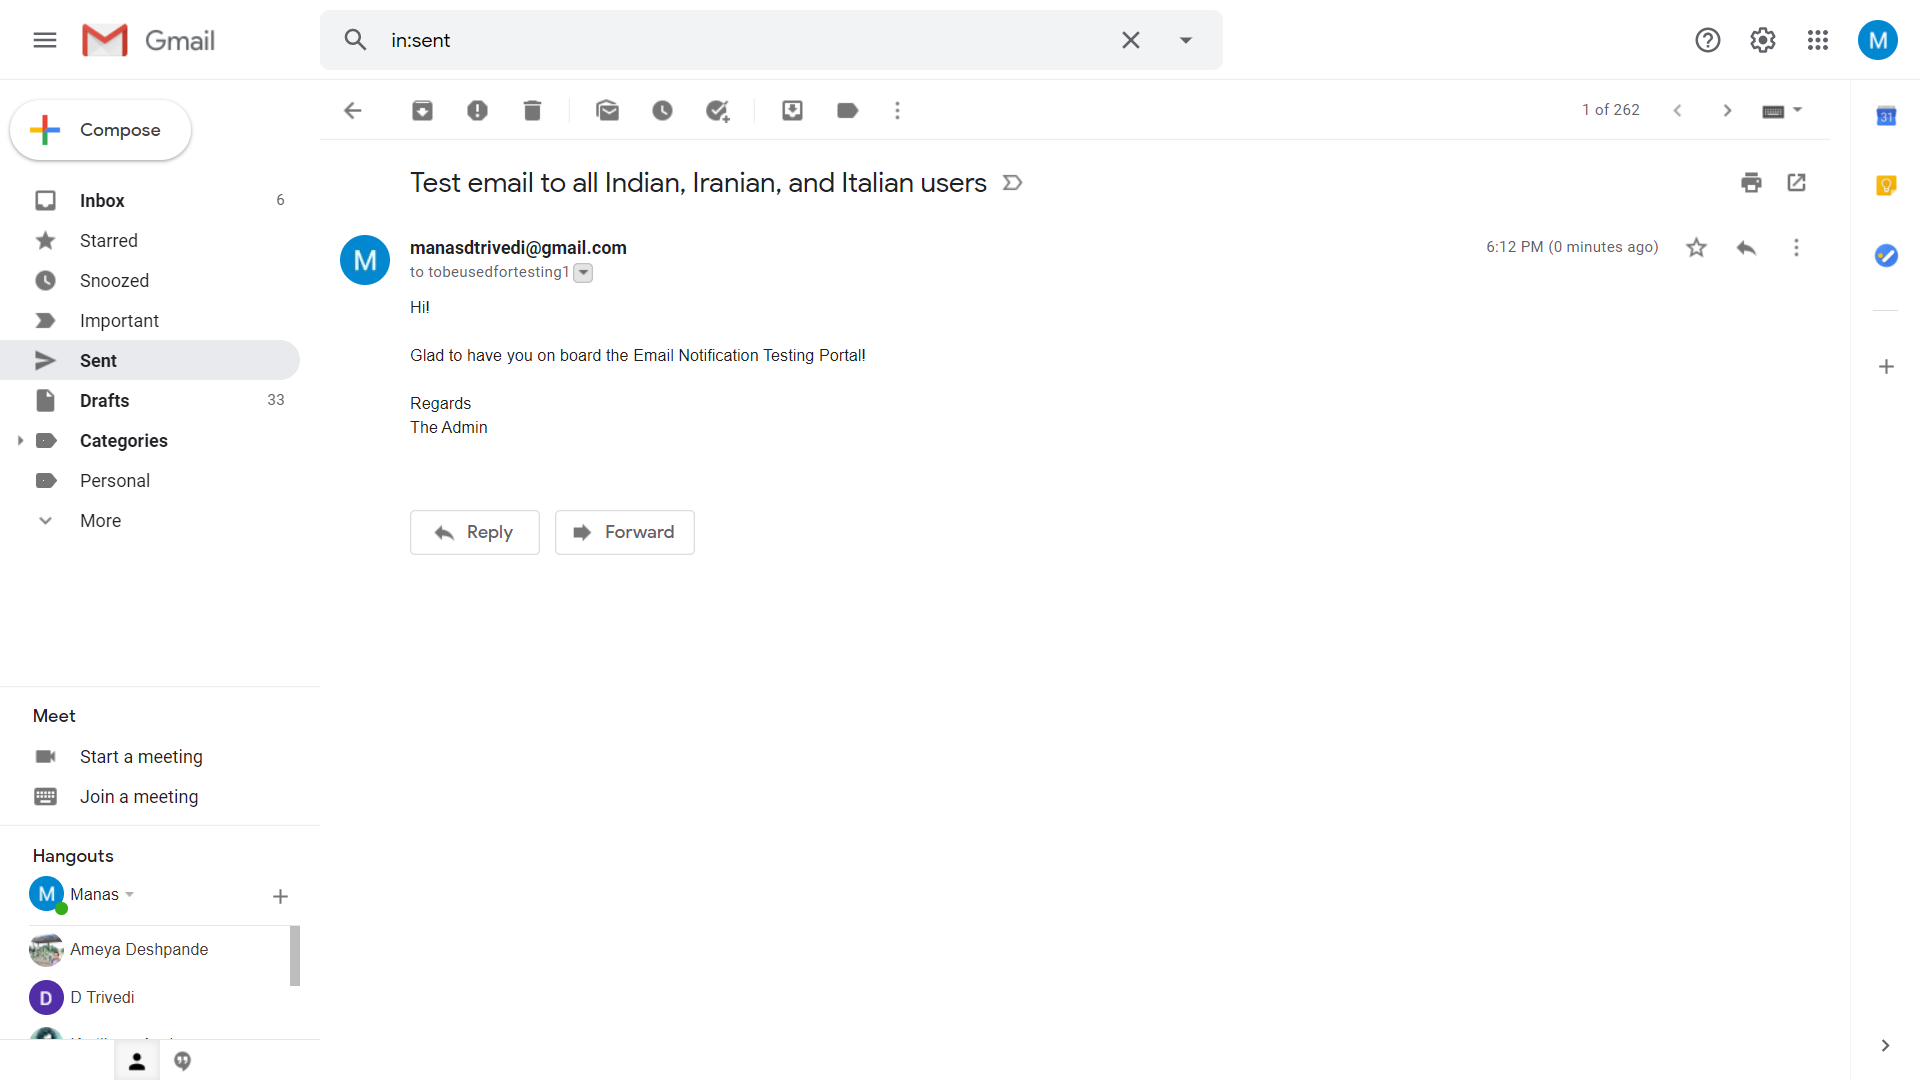 Gmail
in:sent
M
Compose
1 of 262
31
Inbox 6
Starred
Snoozed
Important
Sent
Drafts 33
Categories
Personal
More
Test email to all Indian, Iranian, and Italian users
M
manasdtrivedi@gmail.com
6:12 PM (0 minutes ago)
to tobeusedfortesting1
Hi!
Glad to have you on board the Email Notification Testing Portal!
Regards
The Admin
Reply
Forward
Meet
Start a meeting
Join a meeting
Hangouts
M Manas
Ameya Deshpande
D D Trivedi